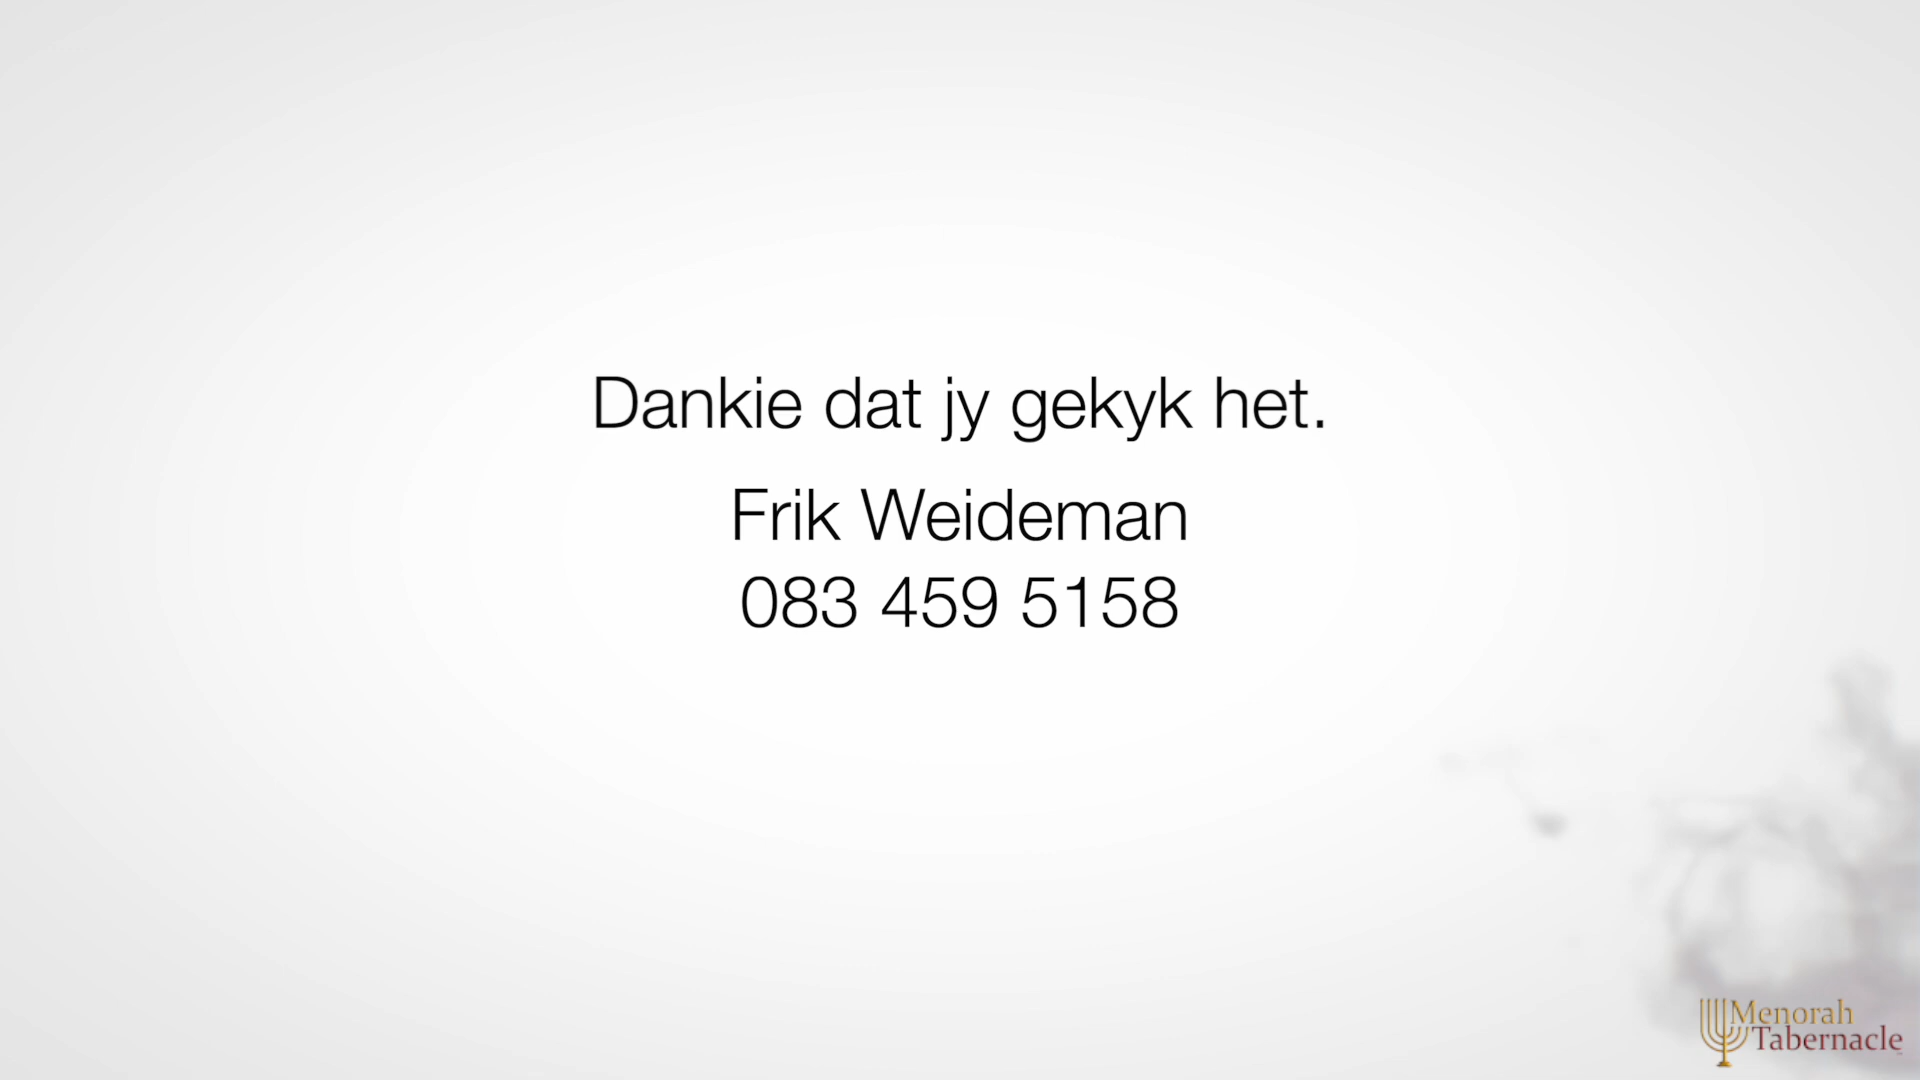 Dankie dat jy gekyk het.
Frik Weideman
083 459 5158
Menorah
Tabernacle